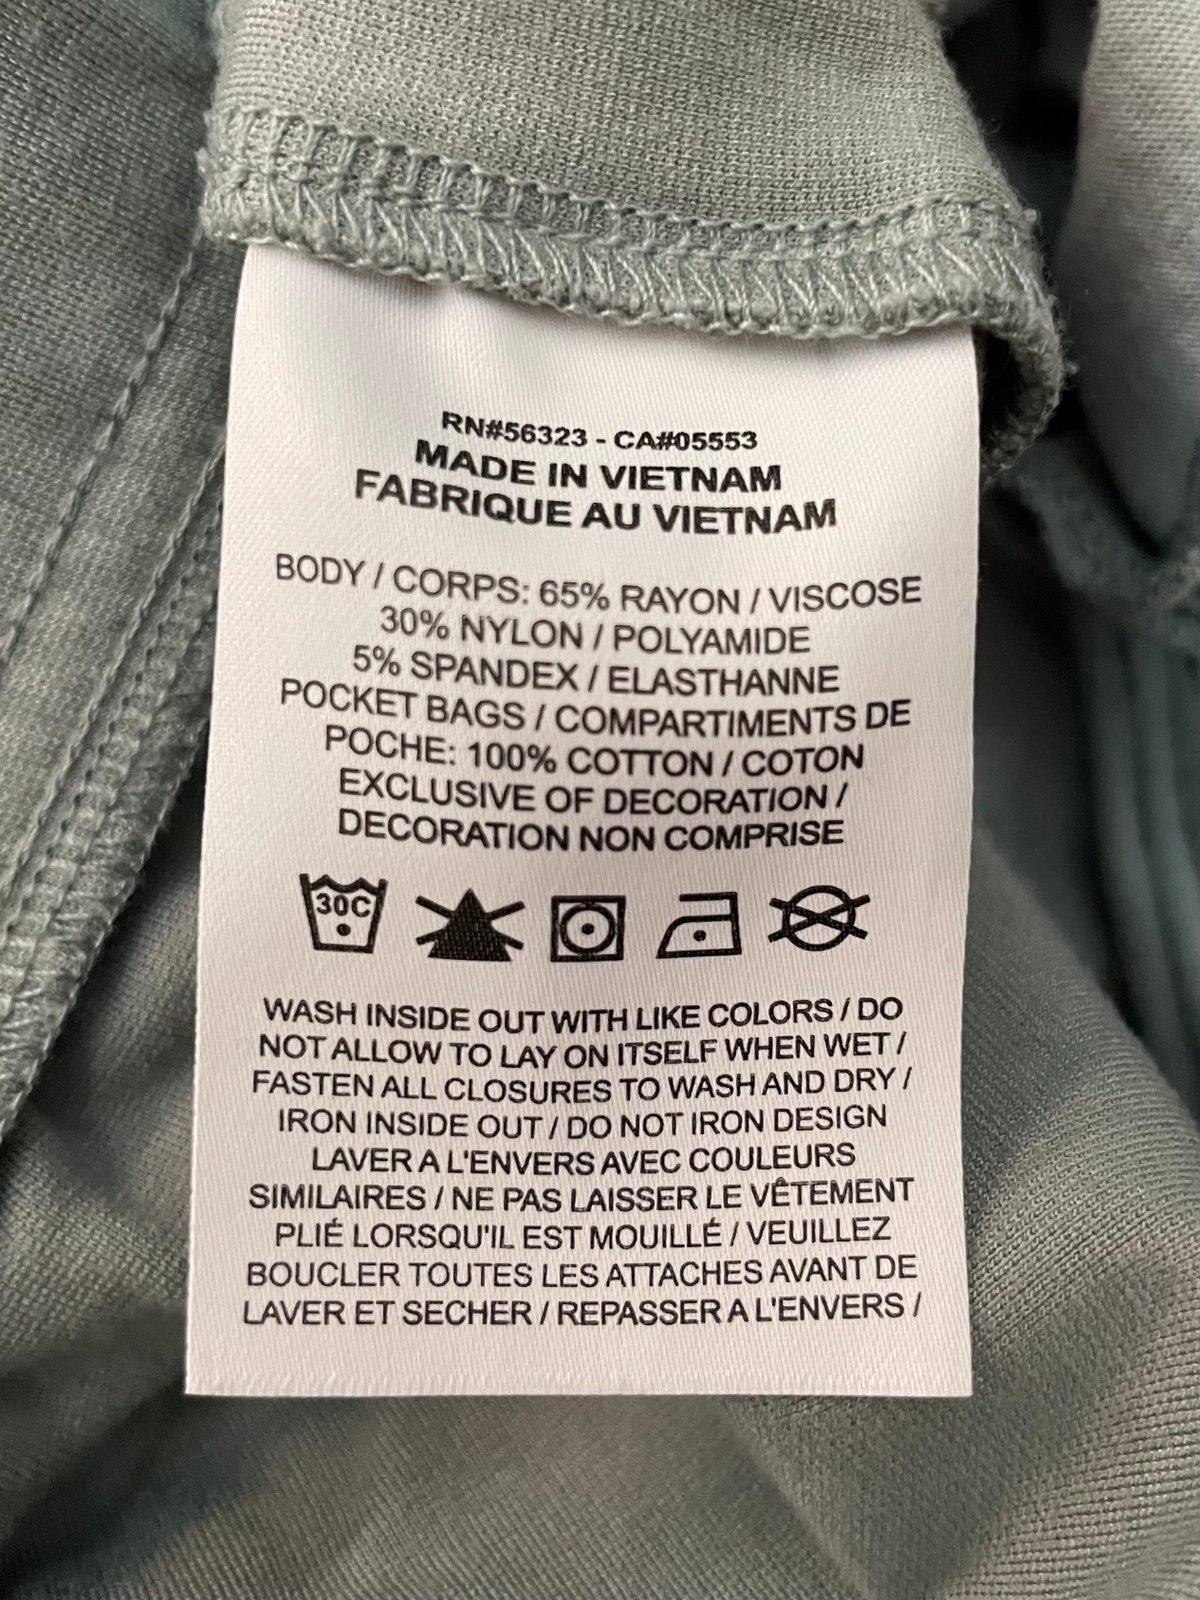 RN#56323 - CA#05553
MADE IN VIETNAM
FABRIQUE AU VIETNAM
BODY / CORPS: 65% RAYON / VISCOSE
30% NYLON / POLYAMIDE
5% SPANDEX / ELASTHANNE
POCKET BAGS / COMPARTIMENTS DE
POCHE: 100% COTTON / COTON
EXCLUSIVE OF DECORATION /
DECORATION NON COMPRISE
30C
WASH INSIDE OUT WITH LIKE COLORS / DO
NOT ALLOW TO LAY ON ITSELF WHEN WET /
FASTEN ALL CLOSURES TO WASH AND DRY /
IRON INSIDE OUT / DO NOT IRON DESIGN
LAVER A L'ENVERS AVEC COULEURS
SIMILAIRES / NE PAS LAISSER LE VÊTEMENT
PLIÉ LORSQU'IL EST MOUILLÉ / VEUILLEZ
BOUCLER TOUTES LES ATTACHES AVANT DE
LAVER ET SECHER / REPASSER A L'ENVERS /